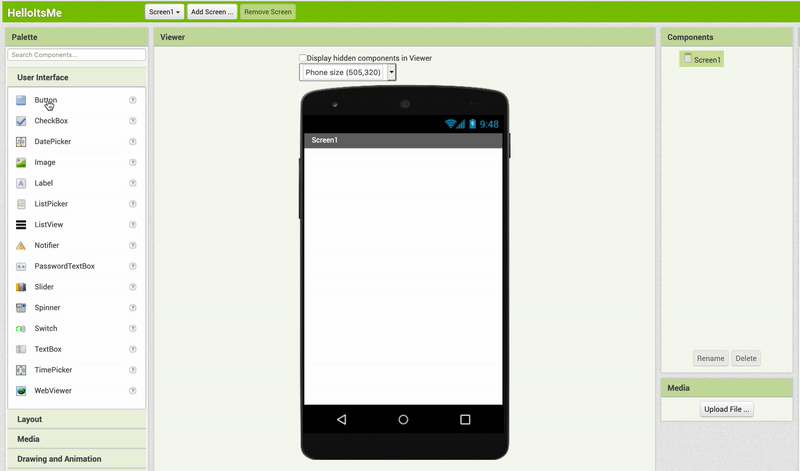 HelloItsMe
Screen1
Add Screen ...
Remove Screen
Palette
Search Components...
User Interface
Button
CheckBox
DatePicker
Image
Label
ListPicker
ListView
Notifier
PasswordTextBox
Slider
Spinner
Switch
TextBox
TimePicker
WebViewer
Layout
Media
Drawing and Animation
Viewer
Display hidden components in Viewer
Phone size (505,320)
9:48
Screen1
Components
Screen1
Rename
Delete
Media
Upload File ...